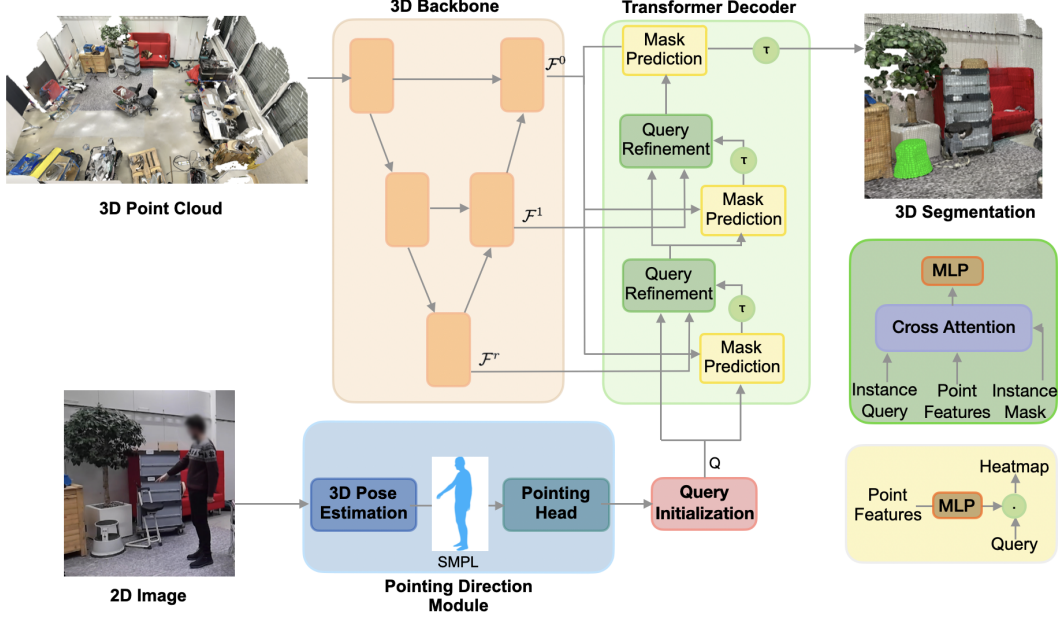 3D Backbone
Transformer Decoder
3D Point Cloud
F⁰
F¹
Fʳ
Mask
Prediction
τ
Query
Refinement
τ
Mask
Prediction
Query
Refinement
τ
Mask
Prediction
3D Segmentation
MLP
Cross Attention
Instance
Query
Point
Features
Instance
Mask
2D Image
3D Pose
Estimation
SMPL
Pointing
Head
Pointing Direction
Module
Q
Query
Initialization
Heatmap
Point
Features
MLP
.
Query